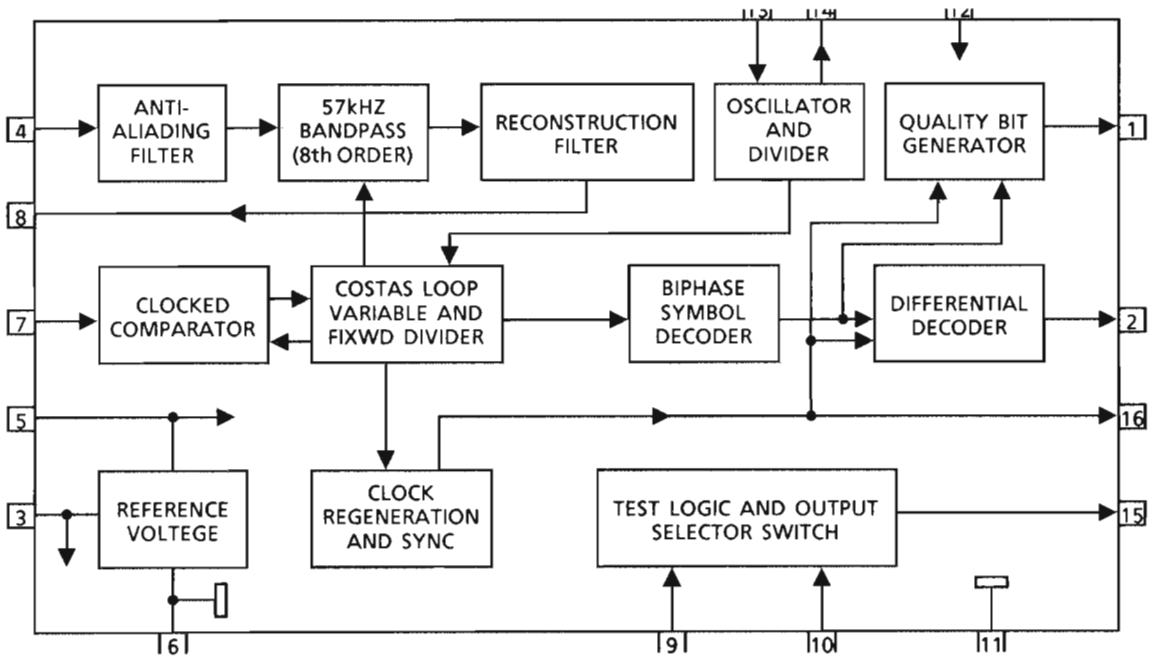 13 14 12
4
ANTI-
ALIADING
FILTER
57kHZ
BANDPASS
(8th ORDER)
RECONSTRUCTION
FILTER
OSCILLATOR
AND
DIVIDER
QUALITY BIT
GENERATOR
1
8
7
CLOCKED
COMPARATOR
COSTAS LOOP
VARIABLE AND
FIXWD DIVIDER
BIPHASE
SYMBOL
DECODER
DIFFERENTIAL
DECODER
2
5
16
3
REFERENCE
VOLTEGE
CLOCK
REGENERATION
AND SYNC
TEST LOGIC AND OUTPUT
SELECTOR SWITCH
15
6 9 10 11